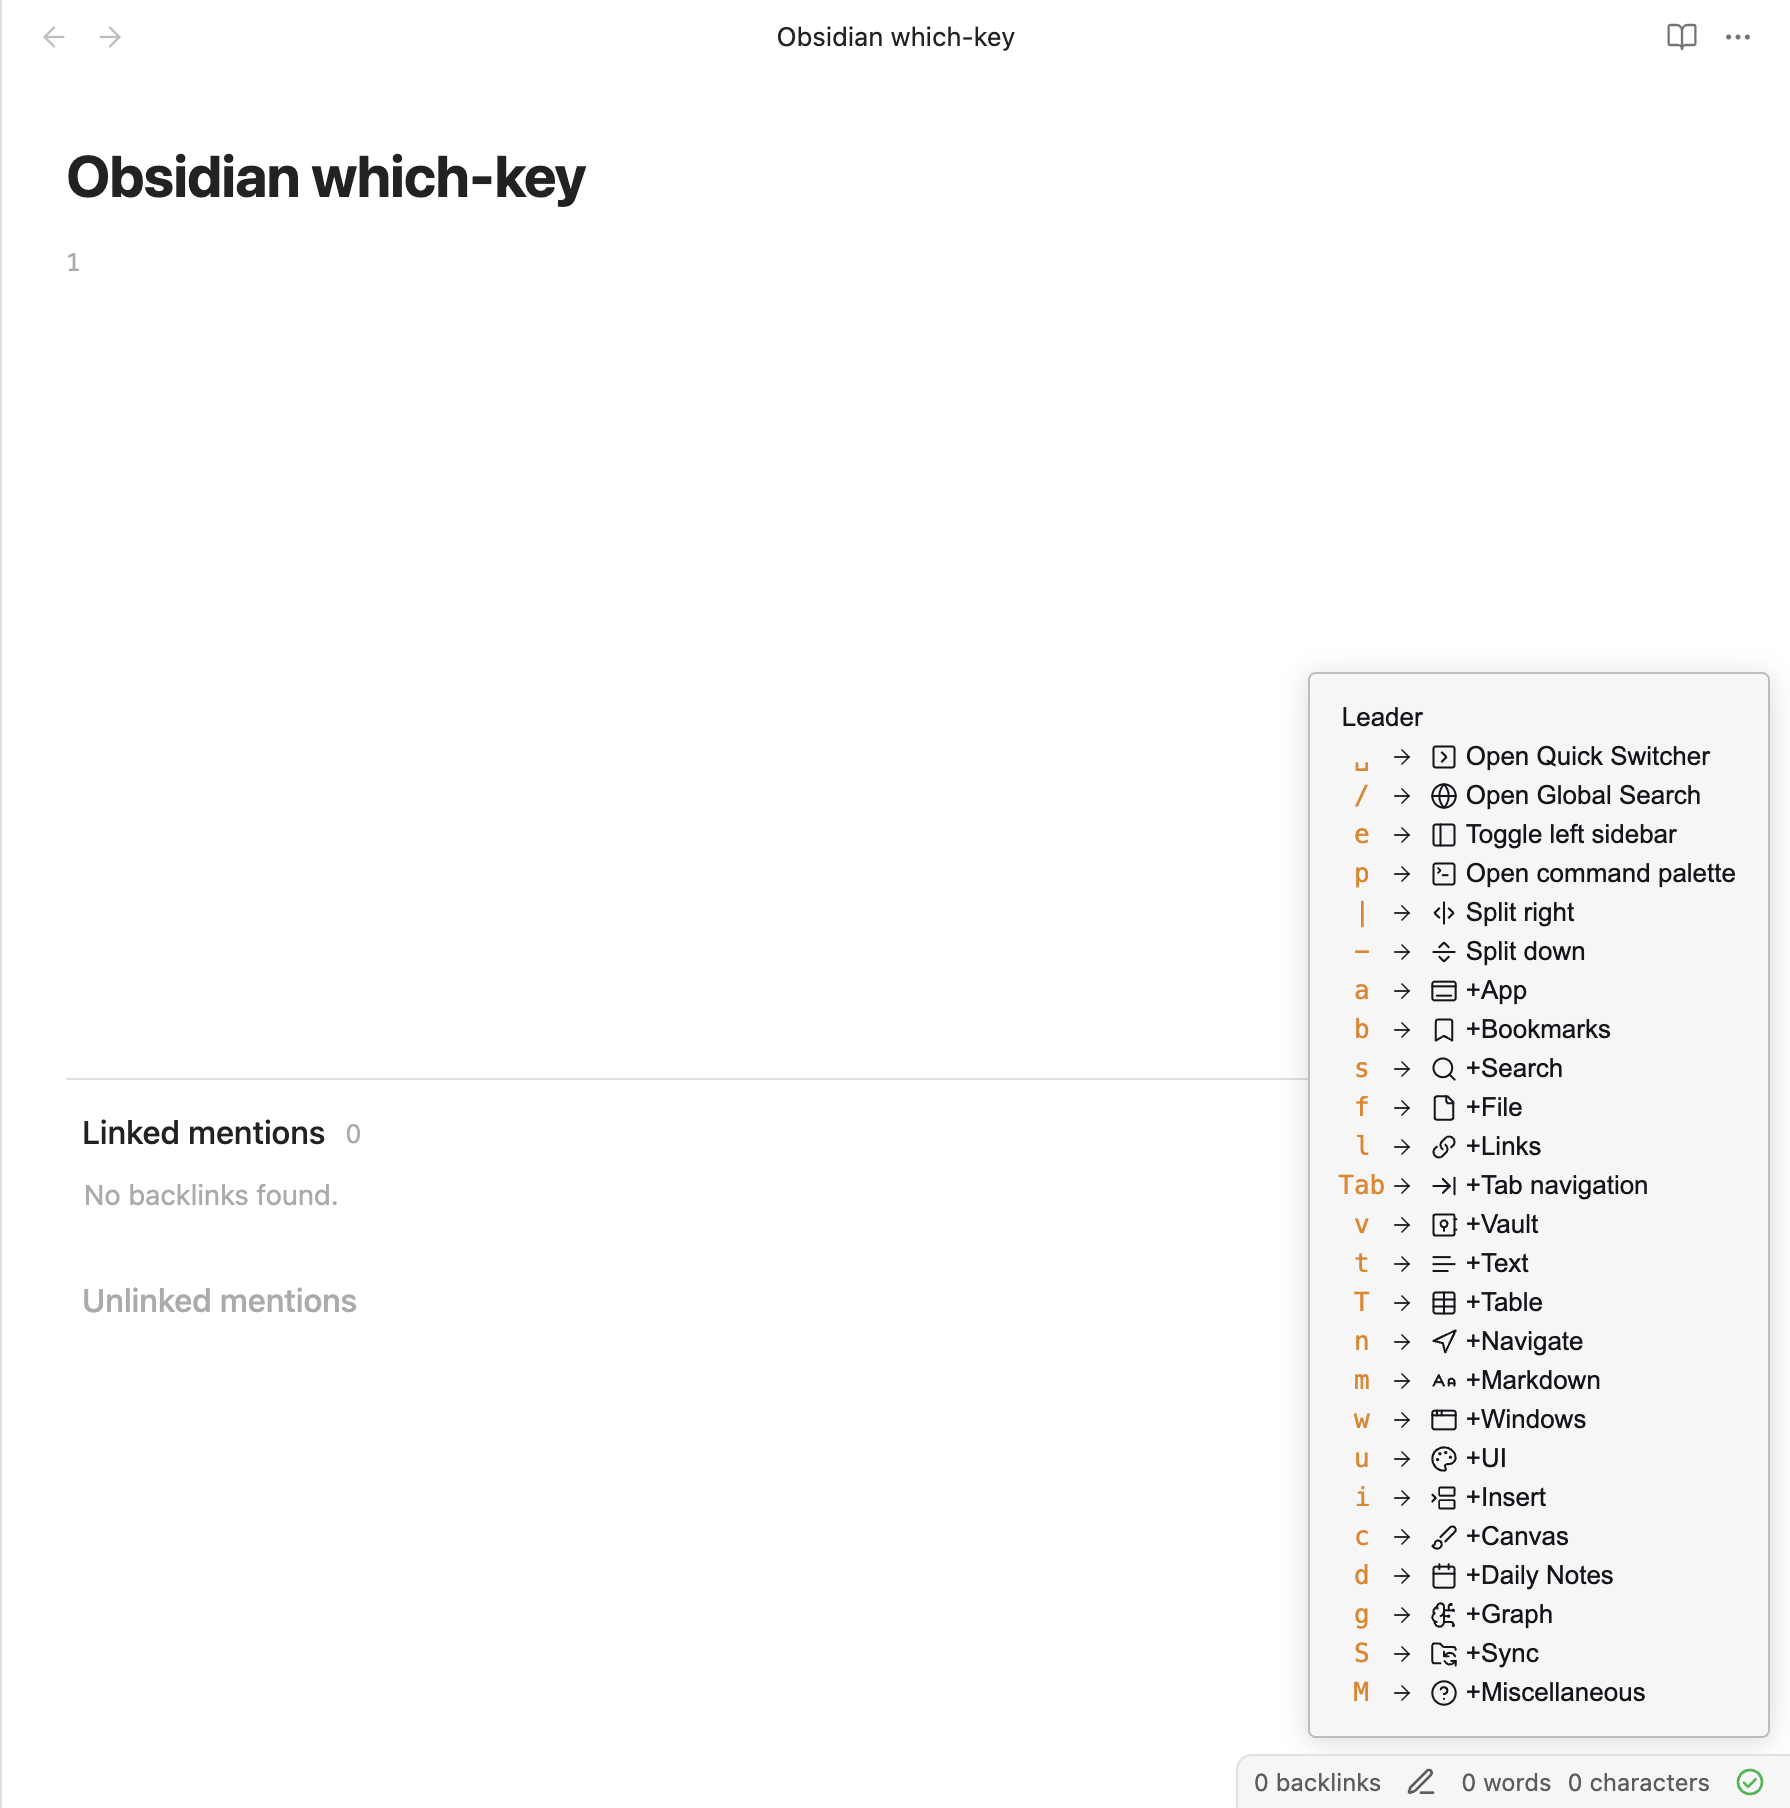 Obsidian which-key
Obsidian which-key
1
Linked mentions 0
No backlinks found.
Unlinked mentions
Leader
␣ → Open Quick Switcher
/ → Open Global Search
e → Toggle left sidebar
p → Open command palette
| → Split right
- → Split down
a → +App
b → +Bookmarks
s → +Search
f → +File
l → +Links
Tab → +Tab navigation
v → +Vault
t → +Text
T → +Table
n → +Navigate
m → +Markdown
w → +Windows
u → +UI
i → +Insert
c → +Canvas
d → +Daily Notes
g → +Graph
S → +Sync
M → +Miscellaneous
0 backlinks 0 words 0 characters